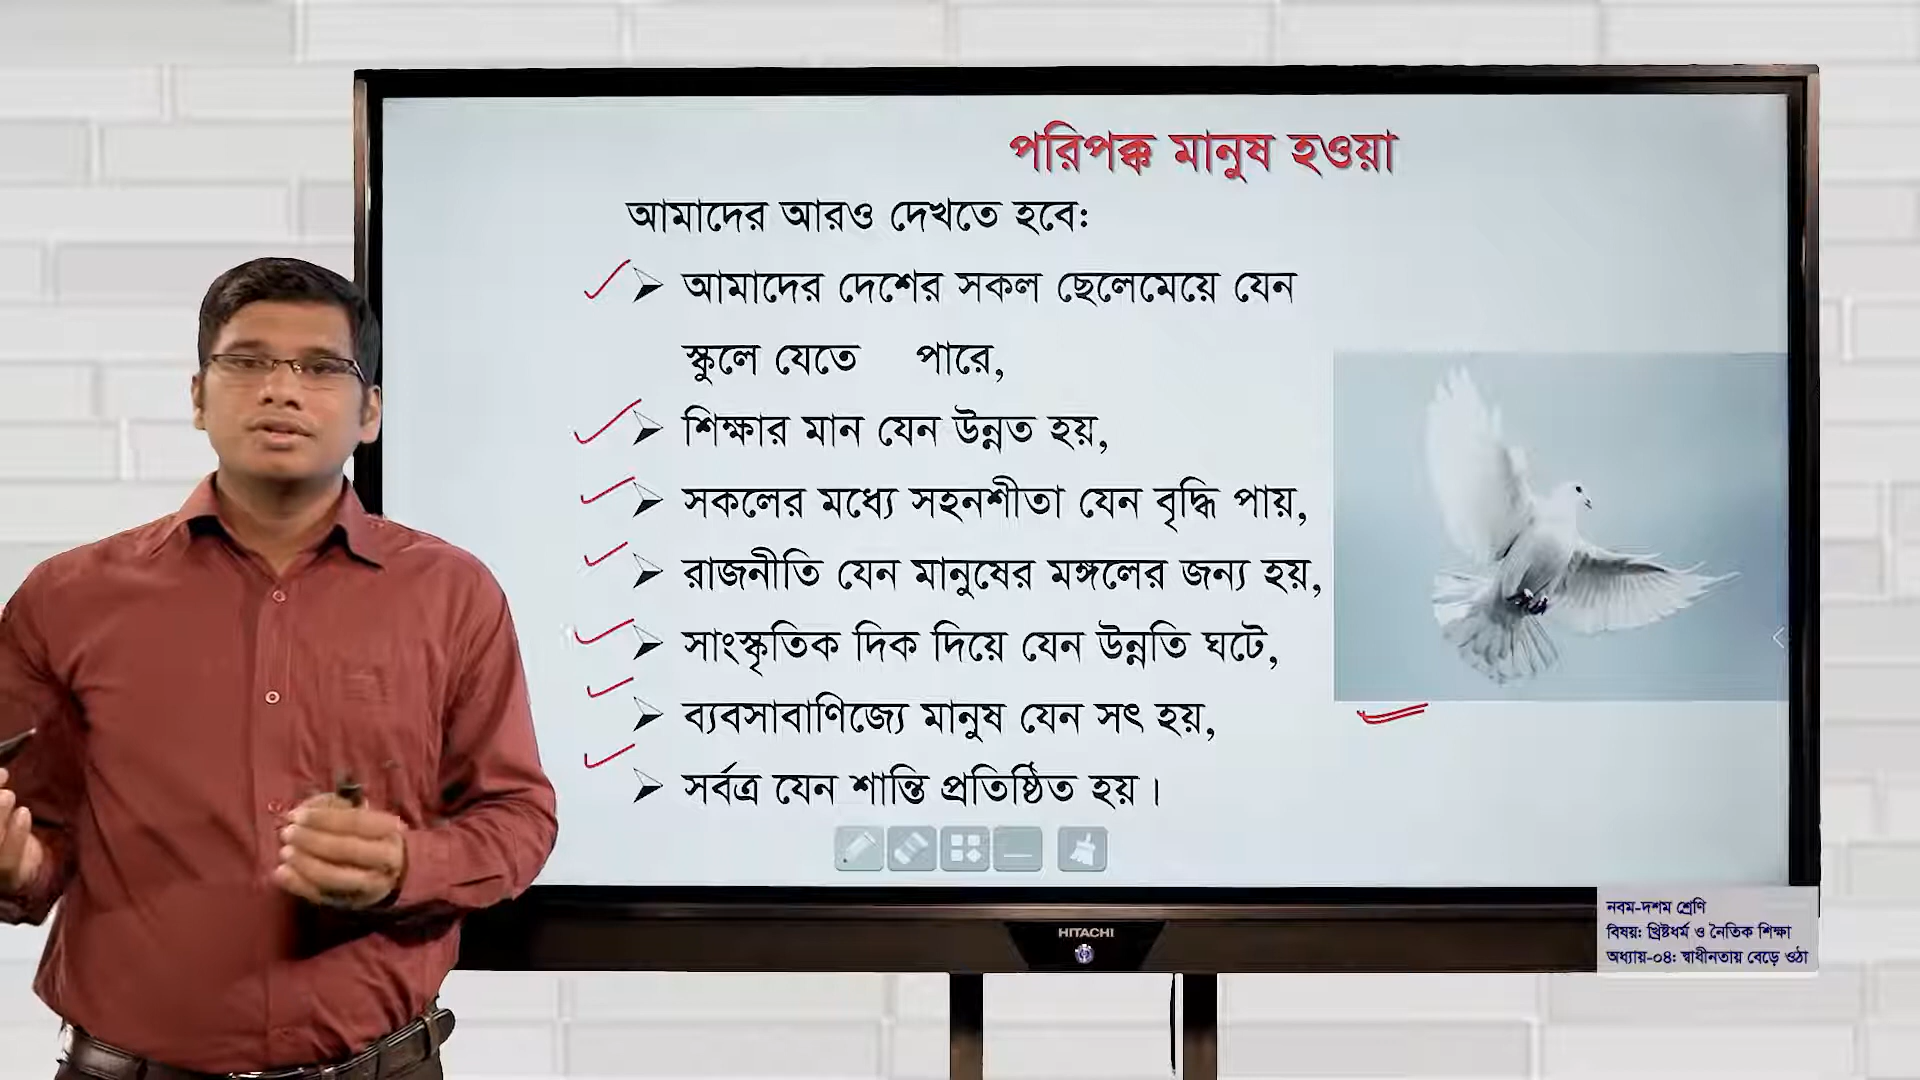 পরিপক্ক মানুষ হওয়া
আমাদের আরও দেখতে হবে:
আমাদের দেশের সকল ছেলেমেয়ে যেন
স্কুলে যেতে পারে,
শিক্ষার মান যেন উন্নত হয়,
সকলের মধ্যে সহনশীতা যেন বৃদ্ধি পায়,
রাজনীতি যেন মানুষের মঙ্গলের জন্য হয়,
সাংস্কৃতিক দিক দিয়ে যেন উন্নতি ঘটে,
ব্যবসাবাণিজ্যে মানুষ যেন সৎ হয়,
সর্বত্র যেন শান্তি প্রতিষ্ঠিত হয়।
HITACHI
নবম-দশম শ্রেণি
বিষয়: খ্রিষ্টধর্ম ও নৈতিক শিক্ষা
অধ্যায়-০৪: স্বাধীনতায় বেড়ে ওঠা